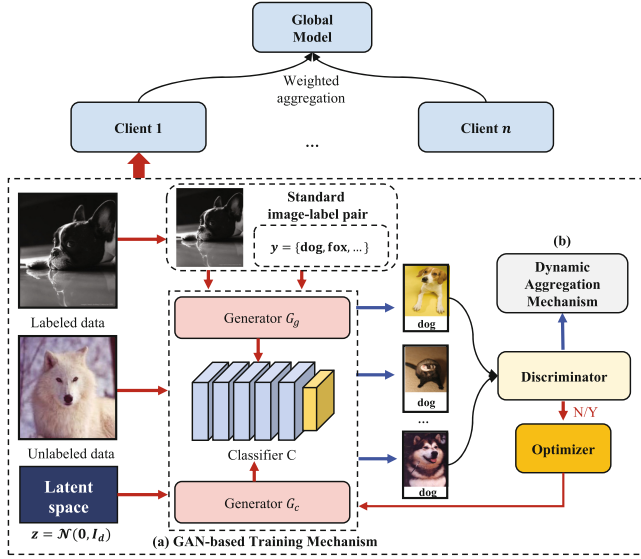 Global
Model
Weighted
aggregation
Client 1
...
Client n
Standard
image-label pair
y = {dog, fox, ...}
Labeled data
Generator G_g
dog
(b)
Dynamic
Aggregation
Mechanism
Unlabeled data
Classifier C
dog
...
Discriminator
N/Y
Optimizer
Latent
space
z = 𝒩(0, I_d)
Generator G_c
dog
(a) GAN-based Training Mechanism